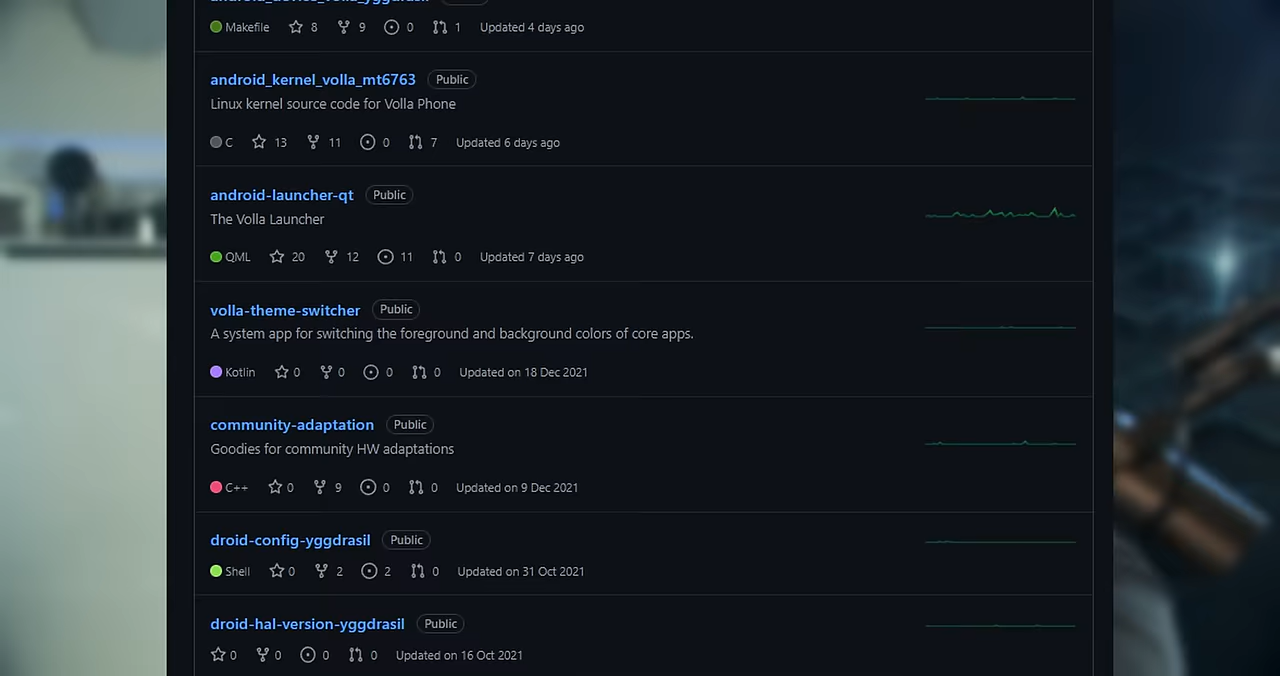 Makefile 8 9 0 1 Updated 4 days ago
android_kernel_volla_mt6763 Public
Linux kernel source code for Volla Phone
C 13 11 0 7 Updated 6 days ago
android-launcher-qt Public
The Volla Launcher
QML 20 12 11 0 Updated 7 days ago
volla-theme-switcher Public
A system app for switching the foreground and background colors of core apps.
Kotlin 0 0 0 0 Updated on 18 Dec 2021
community-adaptation Public
Goodies for community HW adaptations
C++ 0 9 0 0 Updated on 9 Dec 2021
droid-config-yggdrasil Public
Shell 0 2 2 0 Updated on 31 Oct 2021
droid-hal-version-yggdrasil Public
0 0 0 0 Updated on 16 Oct 2021